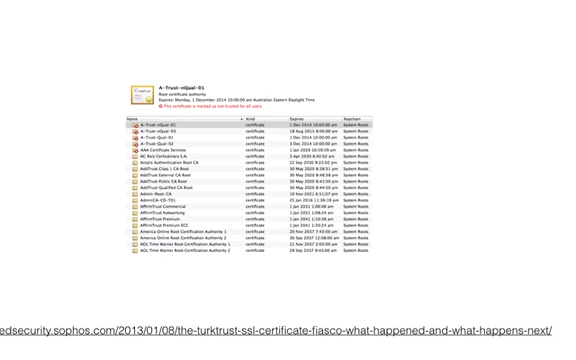 A-Trust-nQual-01
Root certificate authority
Expires: Monday, 1 December 2014 10:00:00 am Australian Eastern Daylight Time
This certificate is marked as not trusted for all users
Name Kind Expires Keychain
A-Trust-nQual-01 certificate 1 Dec 2014 10:00:00 am System Roots
A-Trust-nQual-03 certificate 18 Aug 2015 8:00:00 am System Roots
A-Trust-Qual-01 certificate 1 Dec 2014 10:00:00 am System Roots
A-Trust-Qual-02 certificate 3 Dec 2014 10:00:00 am System Roots
AAA Certificate Services certificate 1 Jan 2029 10:59:59 am System Roots
AC Raíz Certicámara S.A. certificate 3 Apr 2030 8:42:02 am System Roots
Actalis Authentication Root CA certificate 22 Sep 2030 9:22:02 pm System Roots
AddTrust Class 1 CA Root certificate 30 May 2020 8:38:31 pm System Roots
AddTrust External CA Root certificate 30 May 2020 8:48:38 pm System Roots
AddTrust Public CA Root certificate 30 May 2020 8:41:50 pm System Roots
AddTrust Qualified CA Root certificate 30 May 2020 8:44:50 pm System Roots
Admin-Root-CA certificate 10 Nov 2021 6:51:07 pm System Roots
AdminCA-CD-T01 certificate 25 Jan 2016 11:36:19 pm System Roots
AffirmTrust Commercial certificate 1 Jan 2031 1:06:06 am System Roots
AffirmTrust Networking certificate 1 Jan 2031 1:08:24 am System Roots
AffirmTrust Premium certificate 1 Jan 2041 1:10:36 am System Roots
AffirmTrust Premium ECC certificate 1 Jan 2041 1:20:24 am System Roots
America Online Root Certification Authority 1 certificate 20 Nov 2037 7:43:00 am System Roots
America Online Root Certification Authority 2 certificate 30 Sep 2037 12:08:00 am System Roots
AOL Time Warner Root Certification Authority 1 certificate 21 Nov 2037 2:03:00 am System Roots
AOL Time Warner Root Certification Authority 2 certificate 29 Sep 2037 9:43:00 am System Roots
edsecurity.sophos.com/2013/01/08/the-turktrust-ssl-certificate-fiasco-what-happened-and-what-happens-next/